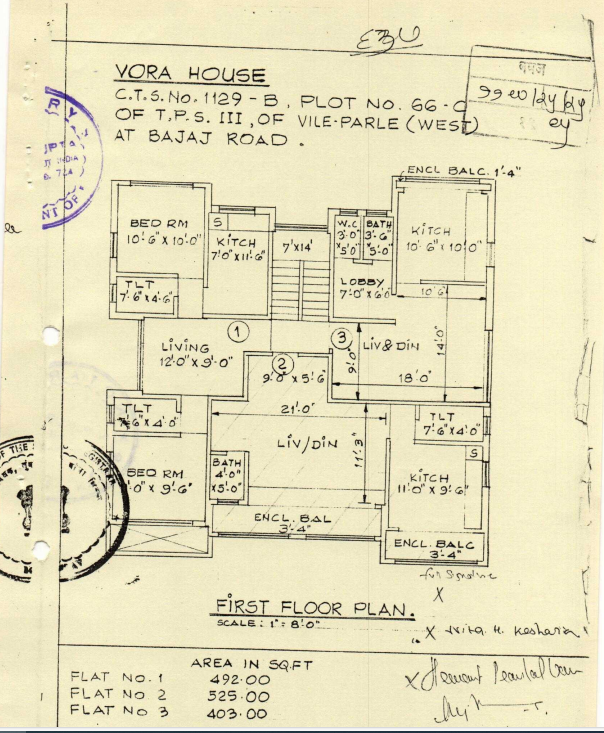 VORA HOUSE
C.T.S. No. 1129 - B, PLOT NO. 66 - C
OF T.P.S. III, OF VILE-PARLE (WEST)
AT BAJAJ ROAD.
ENCL BALC. 1'-4"
BED RM
10'-6" x 10'-0"
S
KITCH
7'-0" x 11'-6"
7' x 14'
W.C
3'-0"
x 5'-0"
BATH
3'-6"
x 5'-0"
KITCH
10'-6" x 10'-0"
TLT
7'-6" x 4'-6"
LOBBY
7'-0" x 6'-0"
10'-6"
1
LIVING
12'-0" x 9'-0"
3
LIV & DIN
9'-0"
14'-0"
18'-0"
2
9'-0" x 5'-6"
TLT
7'-6" x 4'-0"
21'-0"
LIV/DIN
11'-3"
TLT
7'-6" x 4'-0"
S
BED RM
'-0" x 9'-6"
BATH
4'-0"
x 5'-0"
KITCH
11'-0" x 9'-6"
ENCL. BAL
3'-4"
ENCL. BALC
3'-4"
FIRST FLOOR PLAN.
SCALE: 1" = 8'-0"
X
X
AREA IN SQ.FT
FLAT NO. 1 492.00
FLAT NO 2 525.00
FLAT NO 3 403.00
X